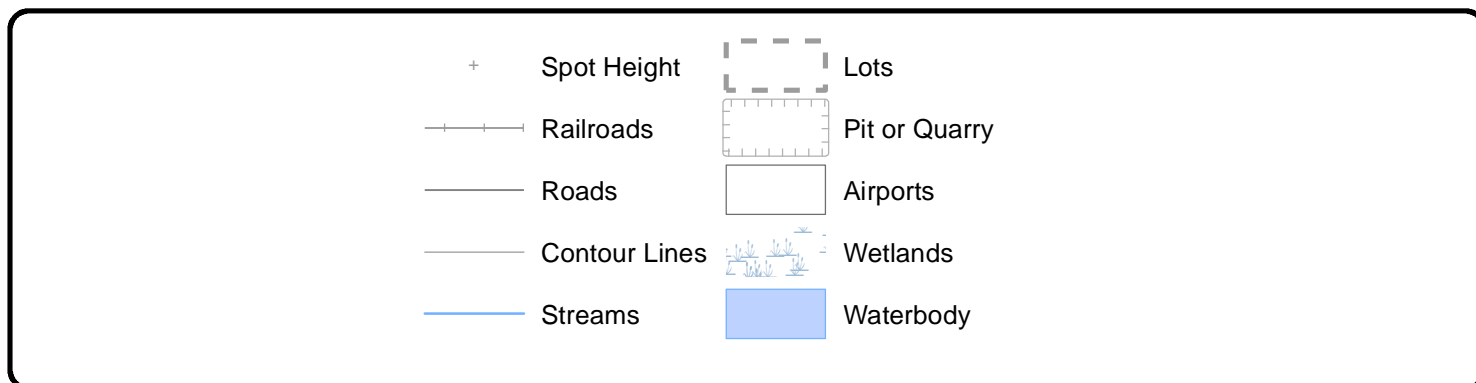 Spot Height
Railroads
Roads
Contour Lines
Streams
Lots
Pit or Quarry
Airports
Wetlands
Waterbody